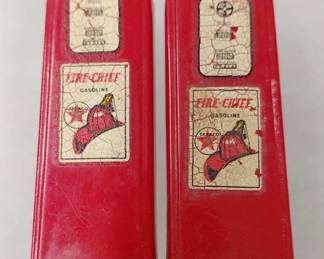 FIRE-CHIEF
GASOLINE
TEXACO
FIRE-CHIEF
GASOLINE
TEXACO